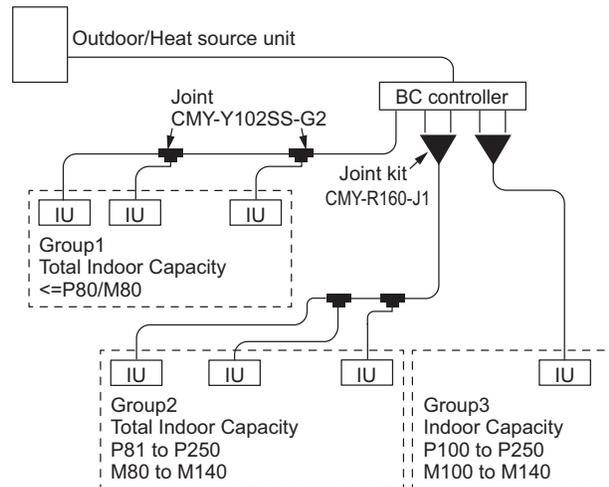 Outdoor/Heat source unit
Joint
CMY-Y102SS-G2
BC controller
Joint kit
CMY-R160-J1
IU
IU
IU
Group1
Total Indoor Capacity
<=P80/M80
IU
IU
IU
IU
Group2
Total Indoor Capacity
P81 to P250
M80 to M140
Group3
Indoor Capacity
P100 to P250
M100 to M140